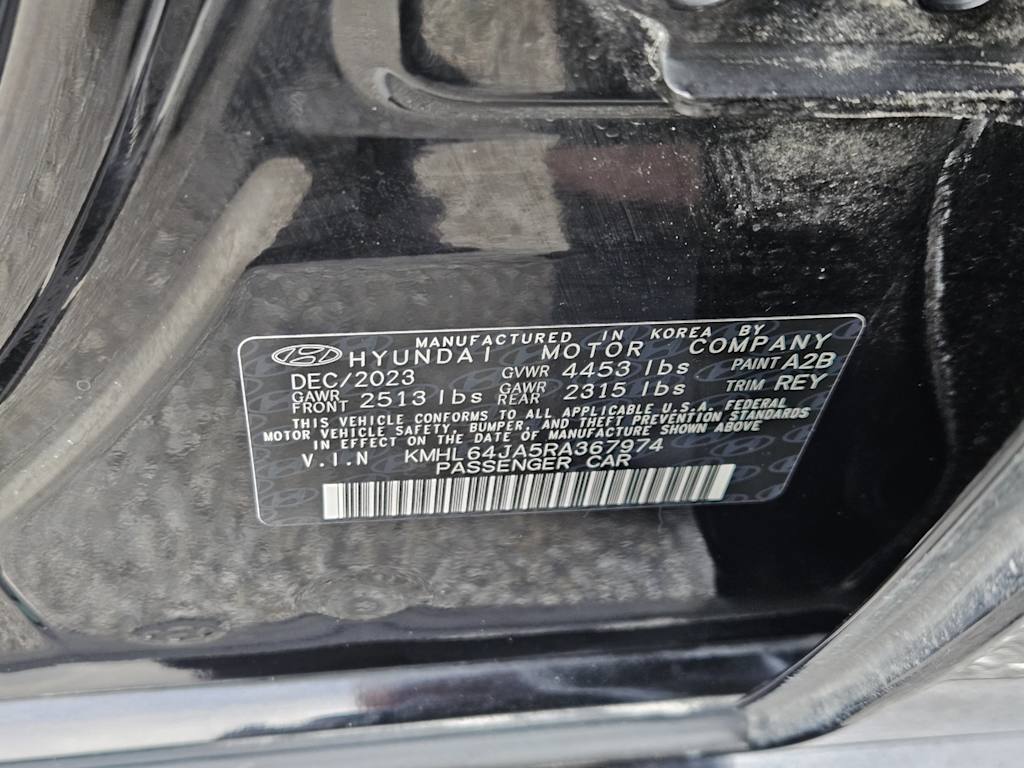 MANUFACTURED IN KOREA BY
HYUNDAI MOTOR COMPANY
DEC/2023 GVWR 4453 lbs PAINT A2B
GAWR FRONT 2513 lbs GAWR REAR 2315 lbs TRIM REY
THIS VEHICLE CONFORMS TO ALL APPLICABLE U.S.A. FEDERAL
MOTOR VEHICLE SAFETY, BUMPER, AND THEFT PREVENTION STANDARDS
IN EFFECT ON THE DATE OF MANUFACTURE SHOWN ABOVE
V.I.N KMHL64JA5RA367974
PASSENGER CAR